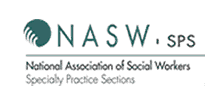 NASW · SPS
National Association of Social Workers
Specialty Practice Sections